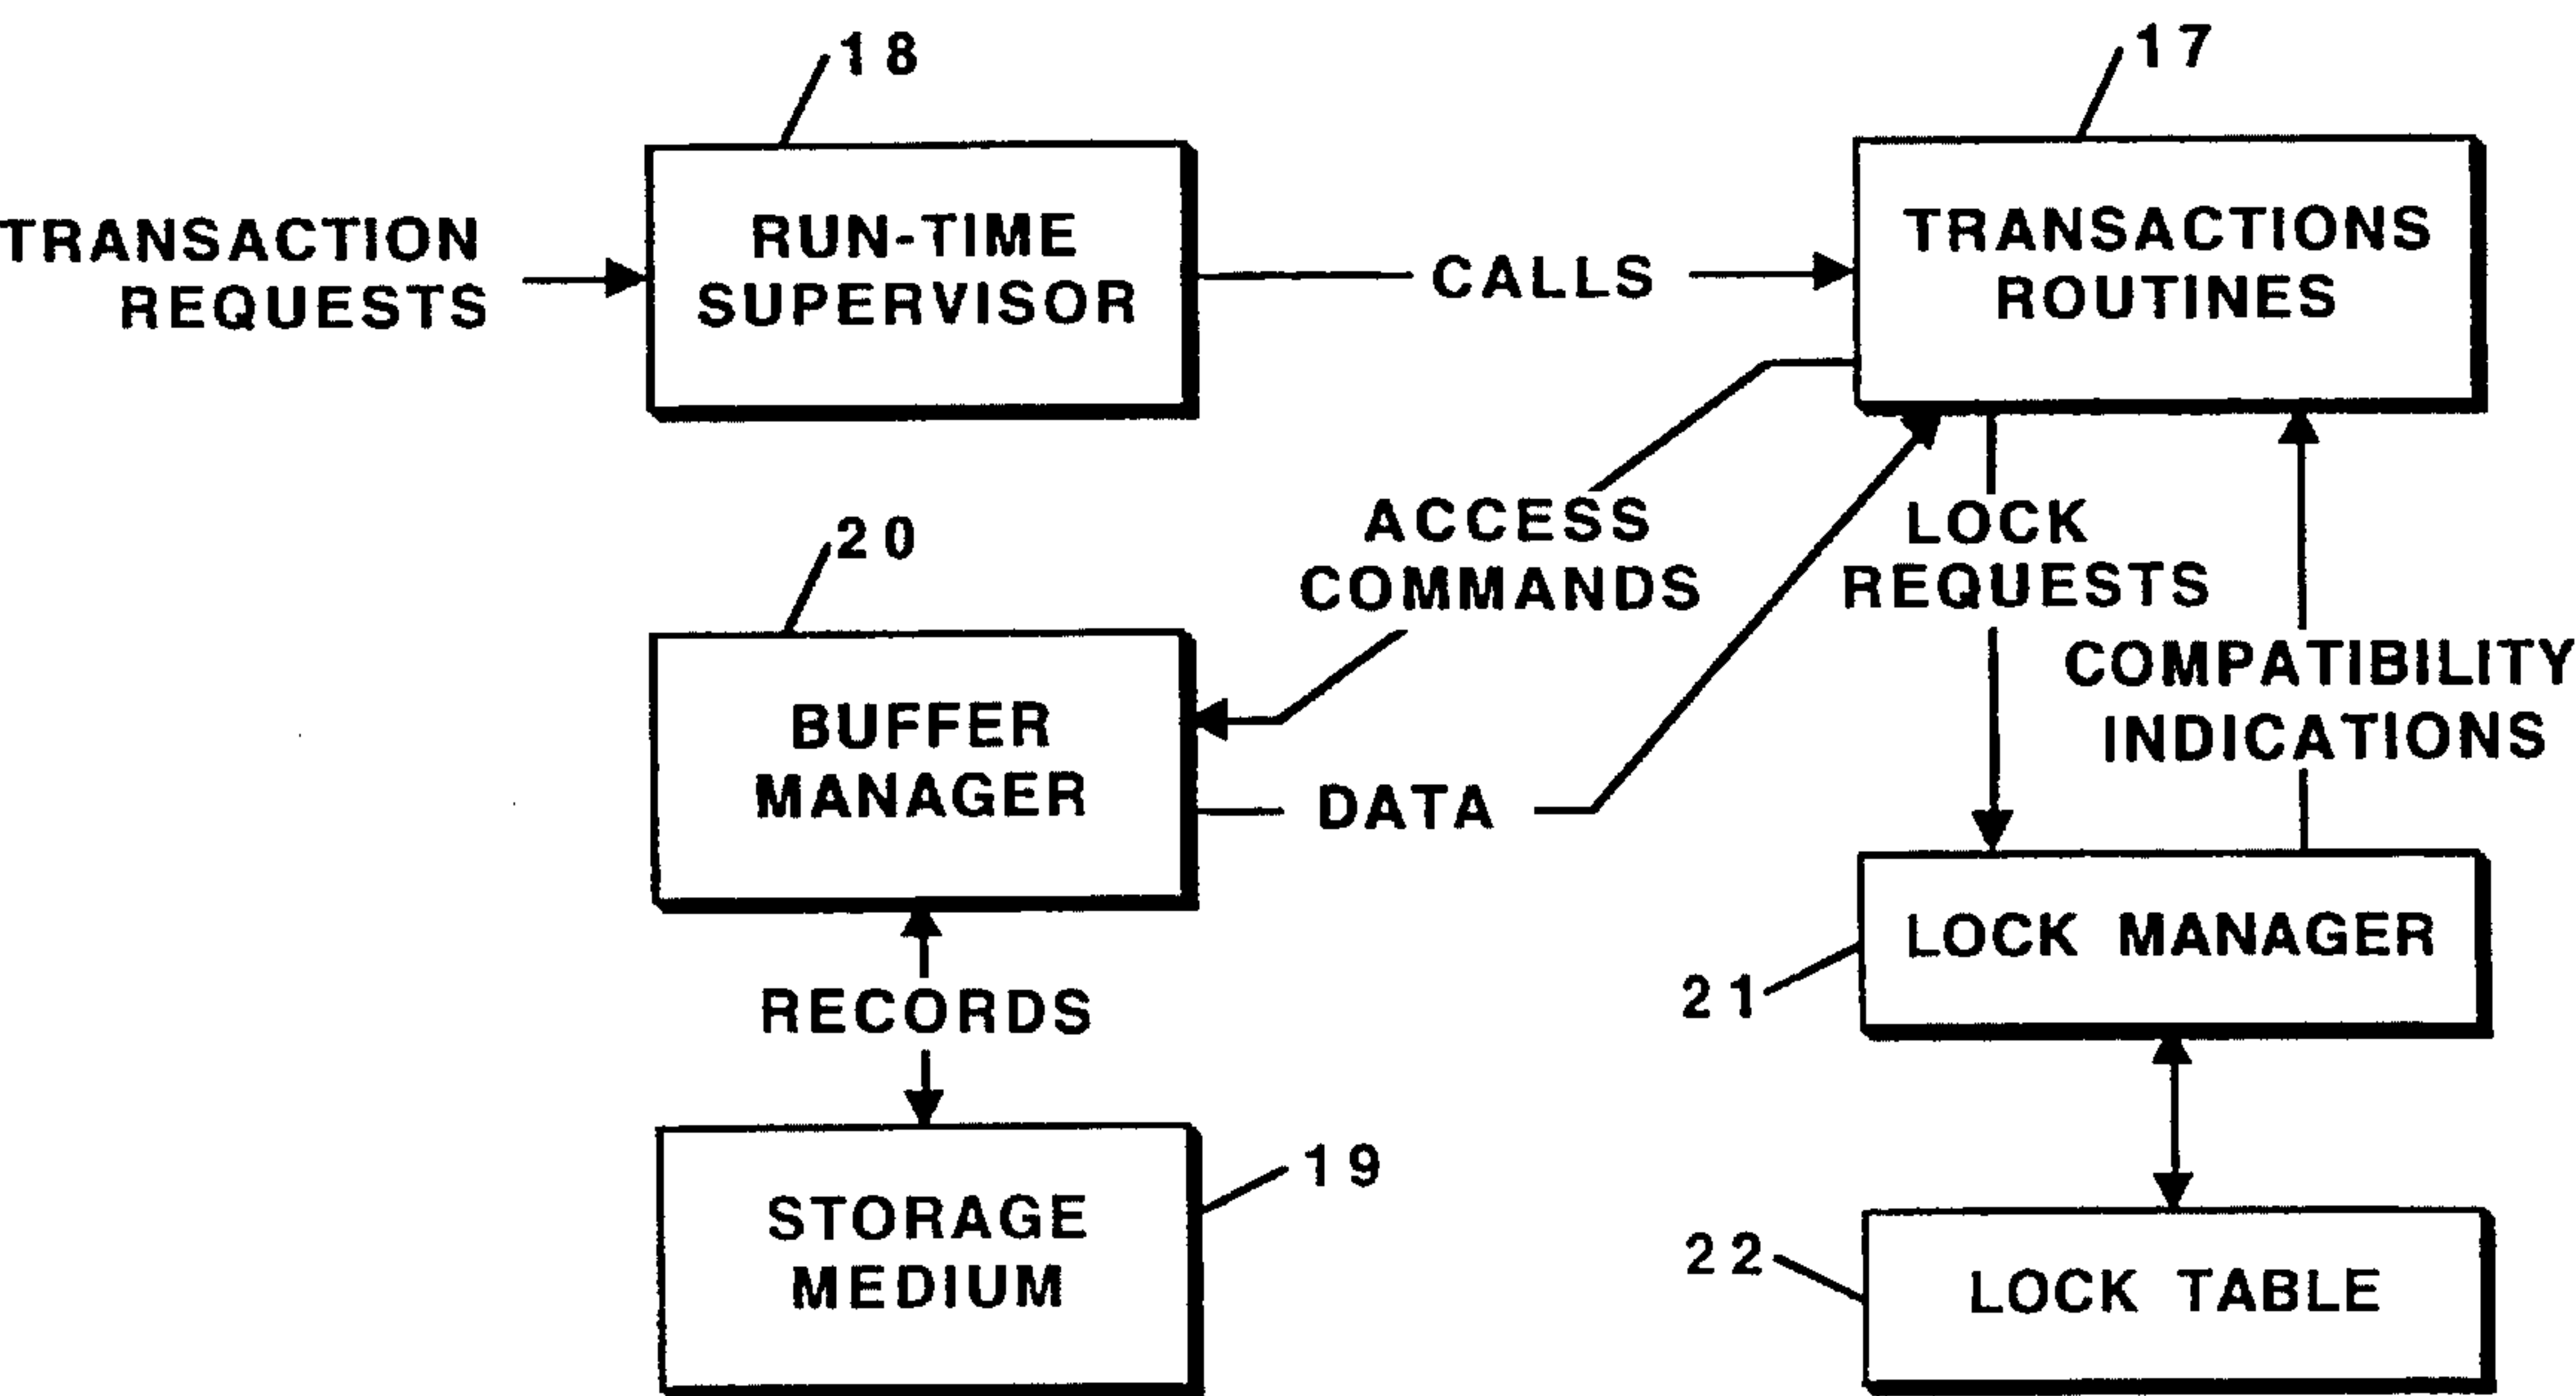 18
17
TRANSACTION
REQUESTS
RUN-TIME
SUPERVISOR
CALLS
TRANSACTIONS
ROUTINES
20
ACCESS
COMMANDS
LOCK
REQUESTS
COMPATIBILITY
INDICATIONS
BUFFER
MANAGER
DATA
21
LOCK MANAGER
RECORDS
19
STORAGE
MEDIUM
22
LOCK TABLE